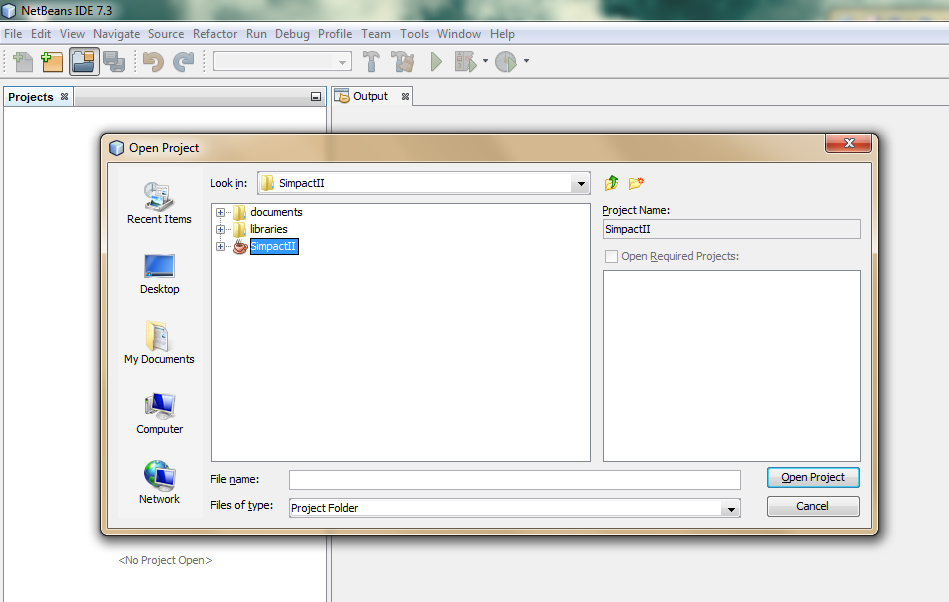 NetBeans IDE 7.3
File Edit View Navigate Source Refactor Run Debug Profile Team Tools Window Help
Projects
Output
Open Project
Look in: SimpactII
Recent Items
Desktop
My Documents
Computer
Network
documents
libraries
SimpactII
Project Name:
SimpactII
Open Required Projects:
File name:
Files of type: Project Folder
Open Project
Cancel
<No Project Open>